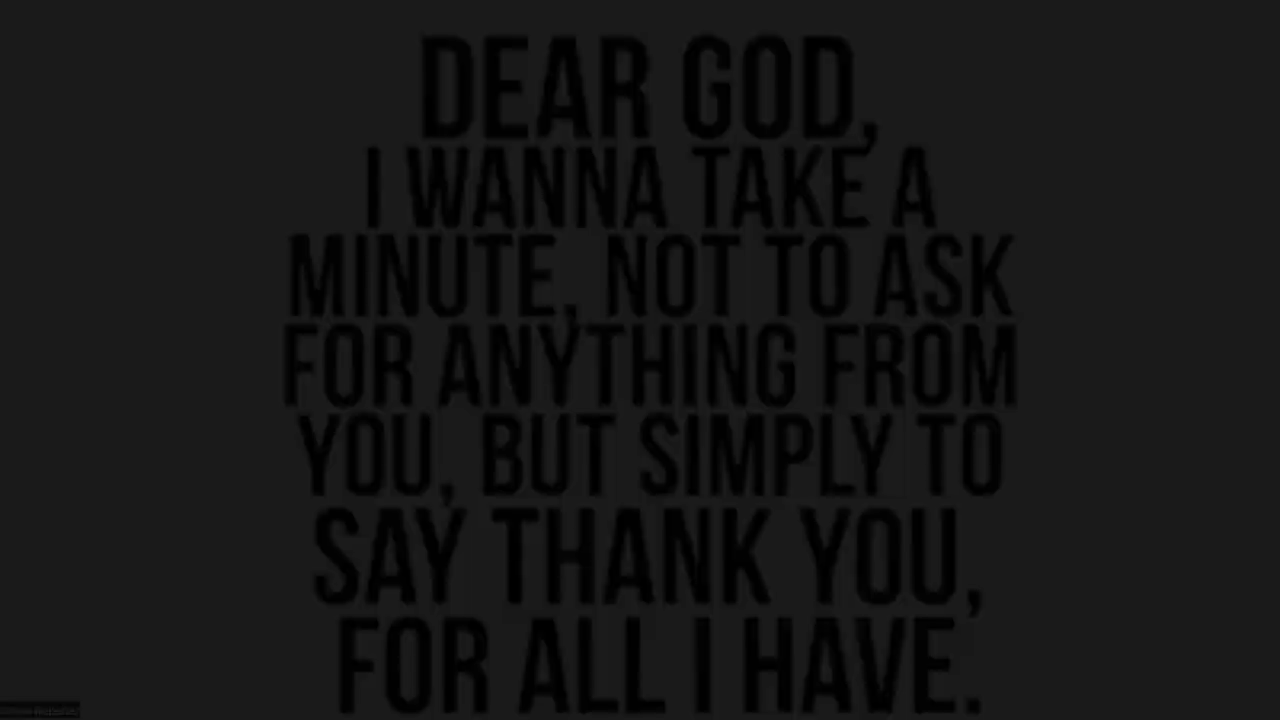 DEAR GOD,
I WANNA TAKE A
MINUTE, NOT TO ASK
FOR ANYTHING FROM
YOU, BUT SIMPLY TO
SAY THANK YOU,
FOR ALL I HAVE.